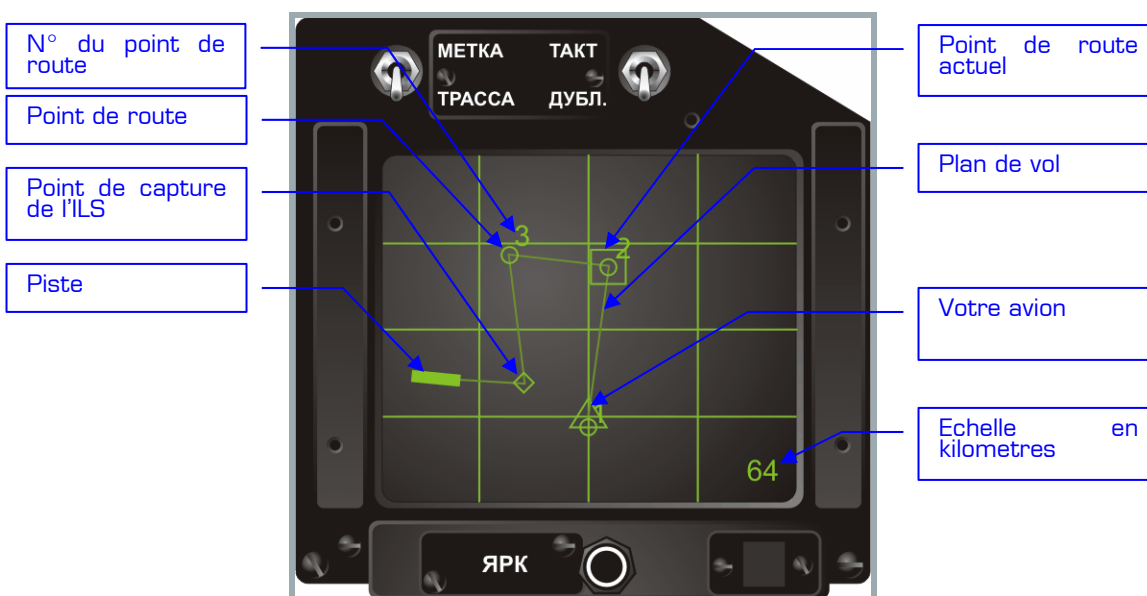 N° du point de
route
Point de route
Point de capture
de l'ILS
Piste
МЕТКА ТАКТ
ТРАССА ДУБЛ.
3
2
1
64
ЯРК
Point de route
actuel
Plan de vol
Votre avion
Echelle en
kilometres